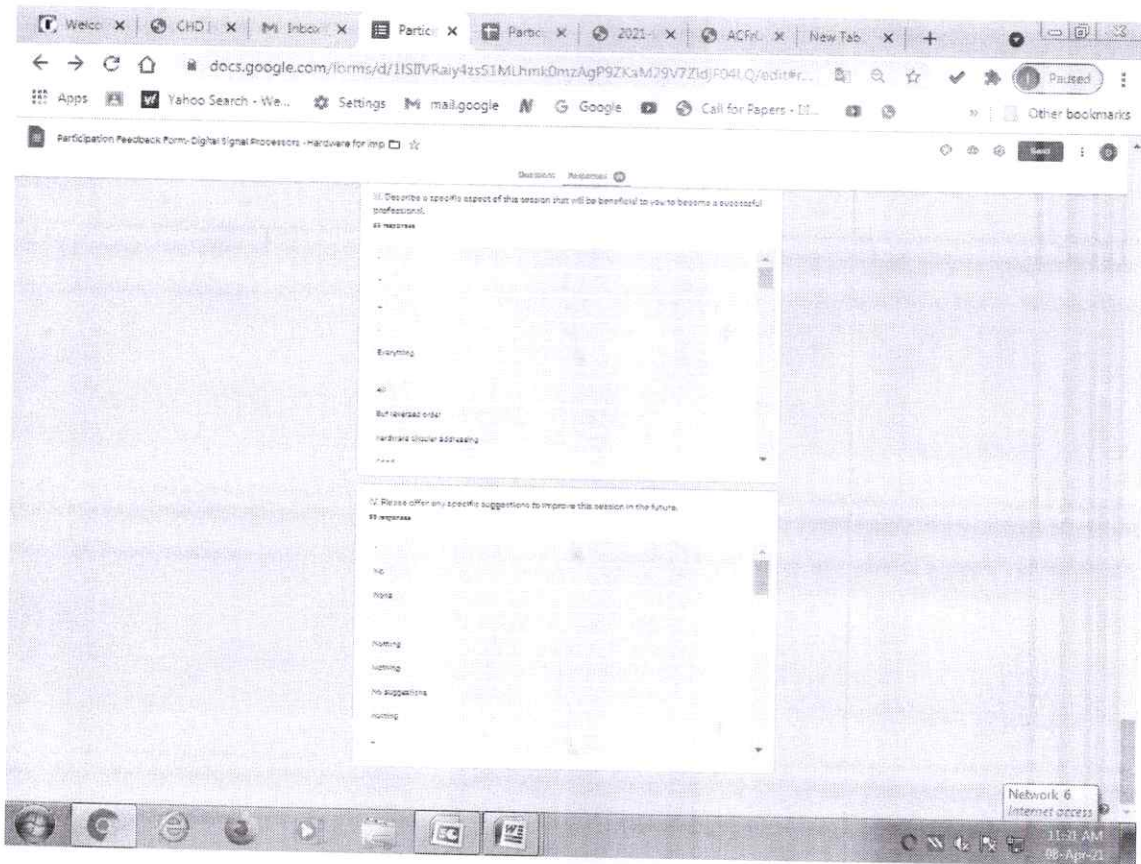 Welco × CHD I × Inbox × Partic × Partic × 2021- × × New Tab × +
docs.google.com/forms/d/ Paused
Apps Yahoo Search - We... Settings mail.google Google Call for Papers - Other bookmarks
Participation Feedback Form-Digital Signal Processors -Hardware for imp Send
Questions Responses
III. Describe a specific aspect of this session that will be beneficial to you to become a successful
professional.
responses
-
-
Everything
All
But reversed order
Hardware circular addressing
IV. Please offer any specific suggestions to improve this session in the future.
responses
No
None
Nothing
Nothing
No suggestions
nothing
-
Network 6
Internet access
11:31 AM
08-Apr-21